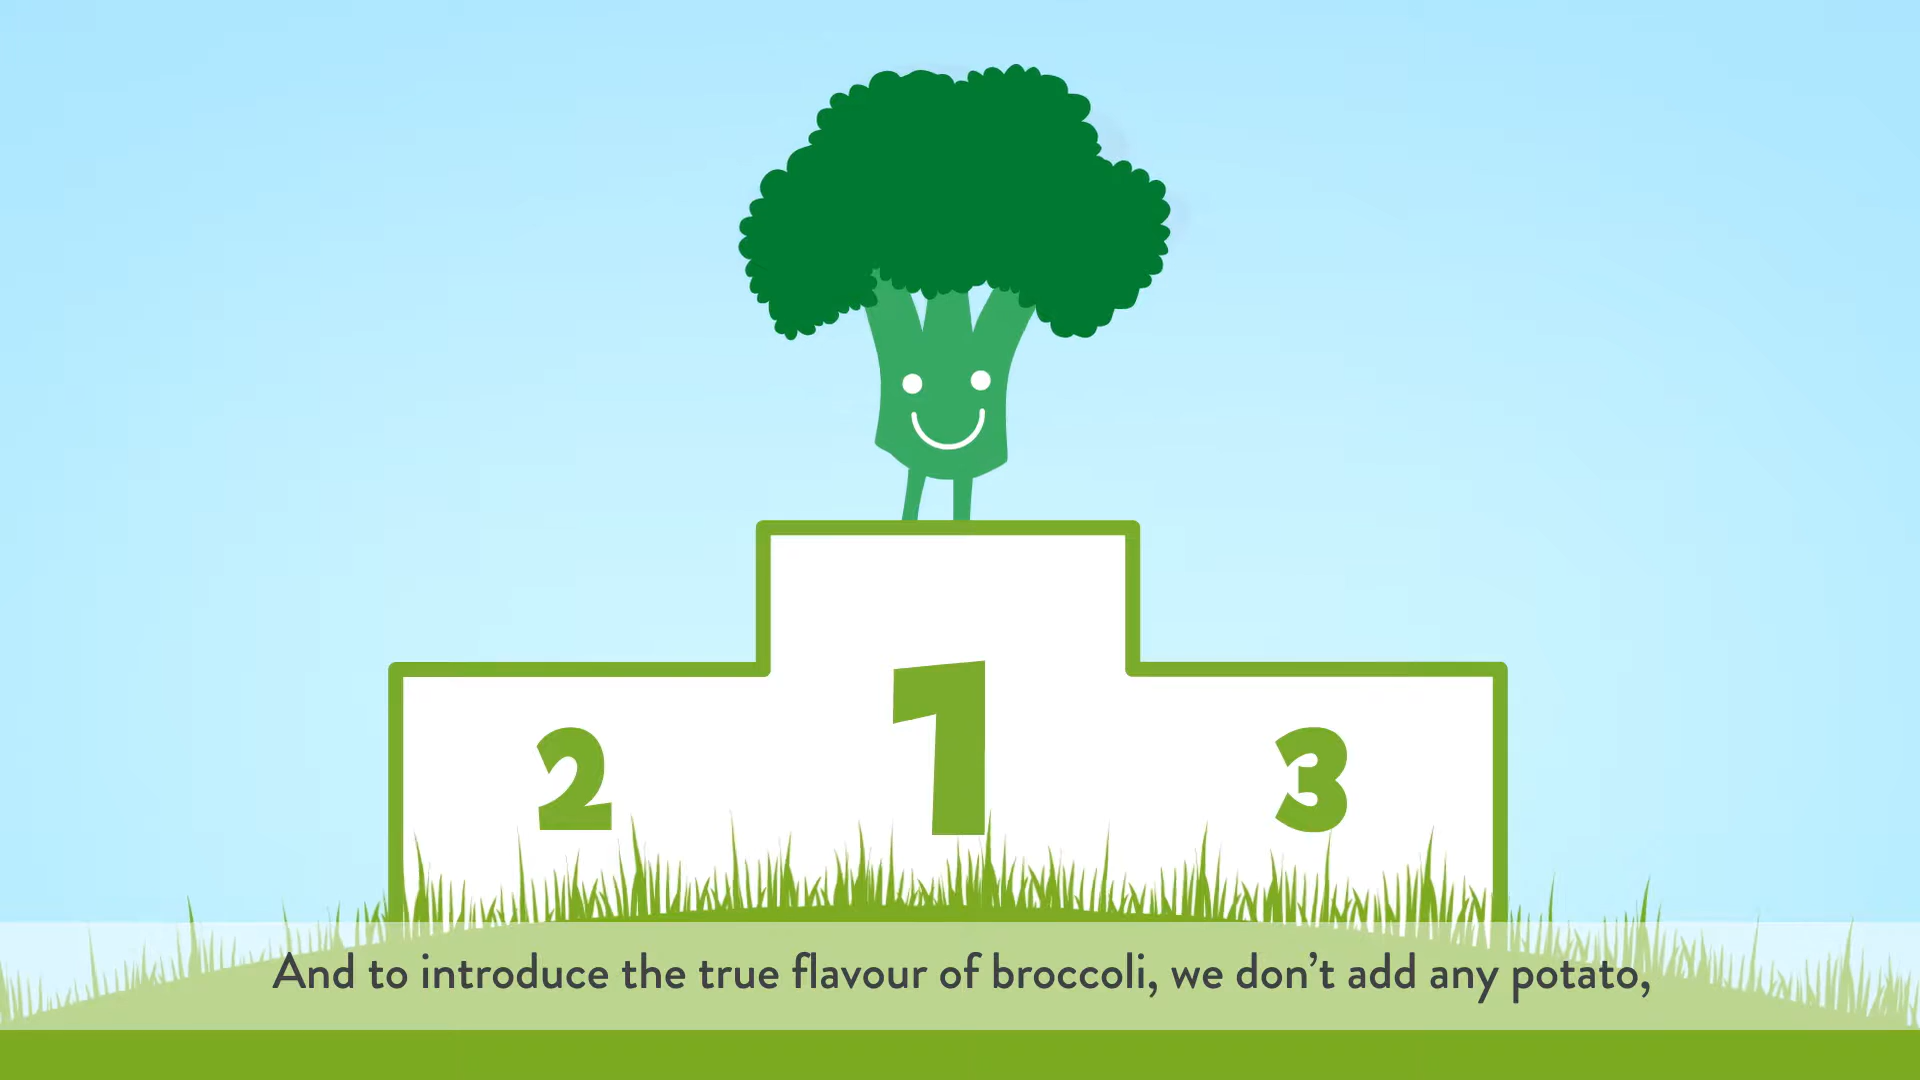 1
2
3
And to introduce the true flavour of broccoli, we don't add any potato,